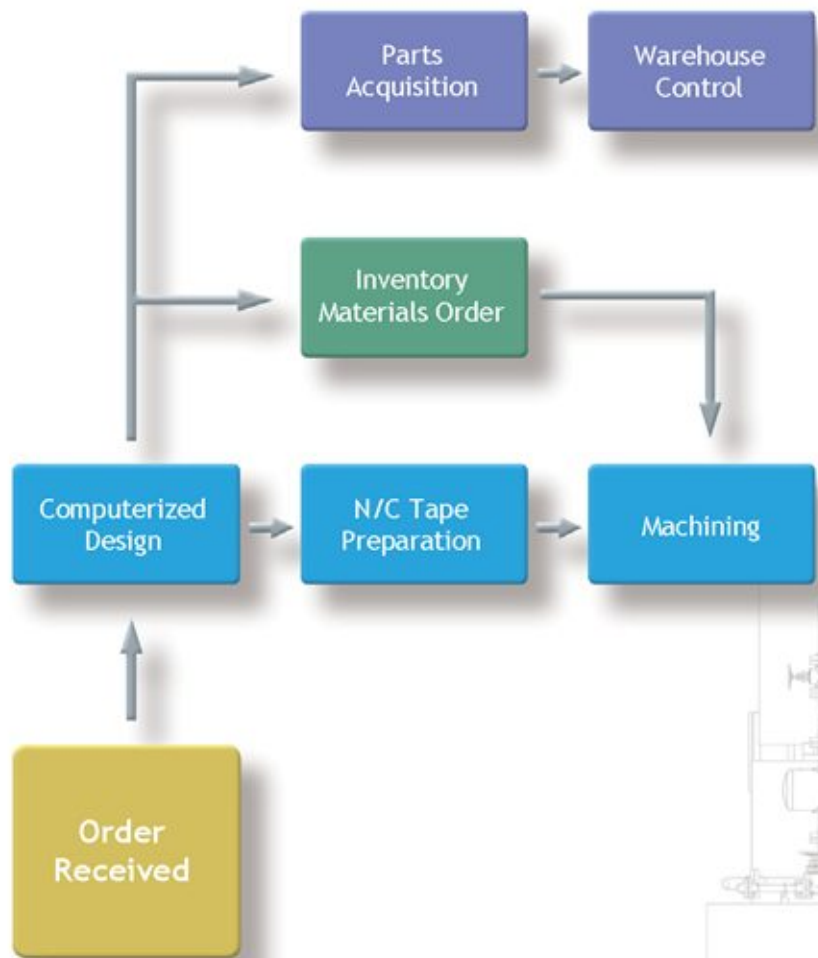 Parts
Acquisition
Warehouse
Control
Inventory
Materials Order
Computerized
Design
N/C Tape
Preparation
Machining
Order
Received